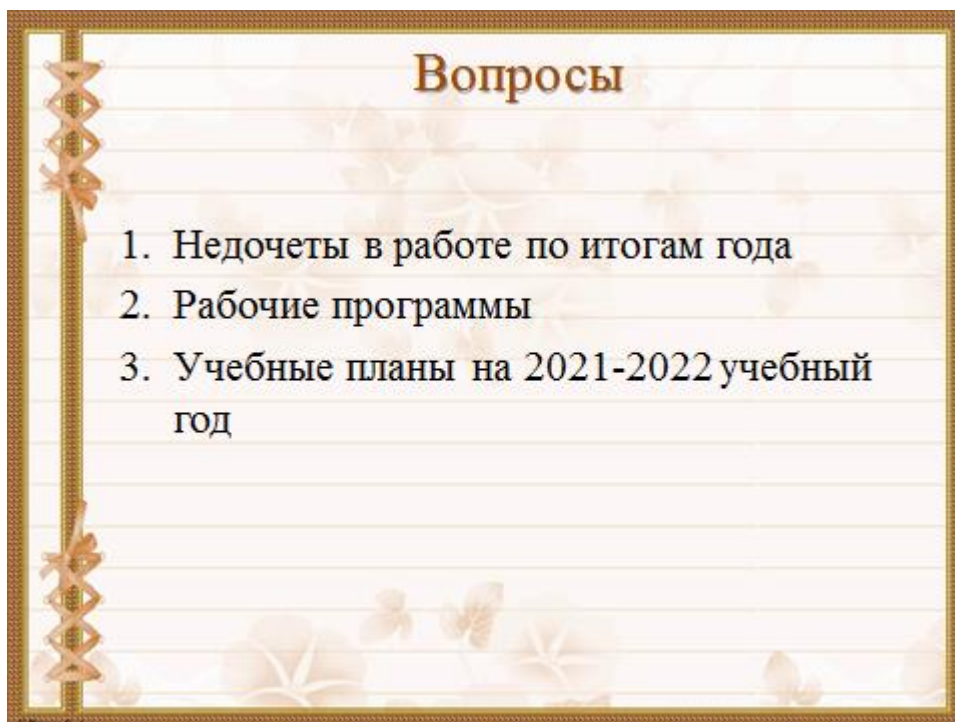 Вопросы
1. Недочеты в работе по итогам года
2. Рабочие программы
3. Учебные планы на 2021-2022 учебный
год